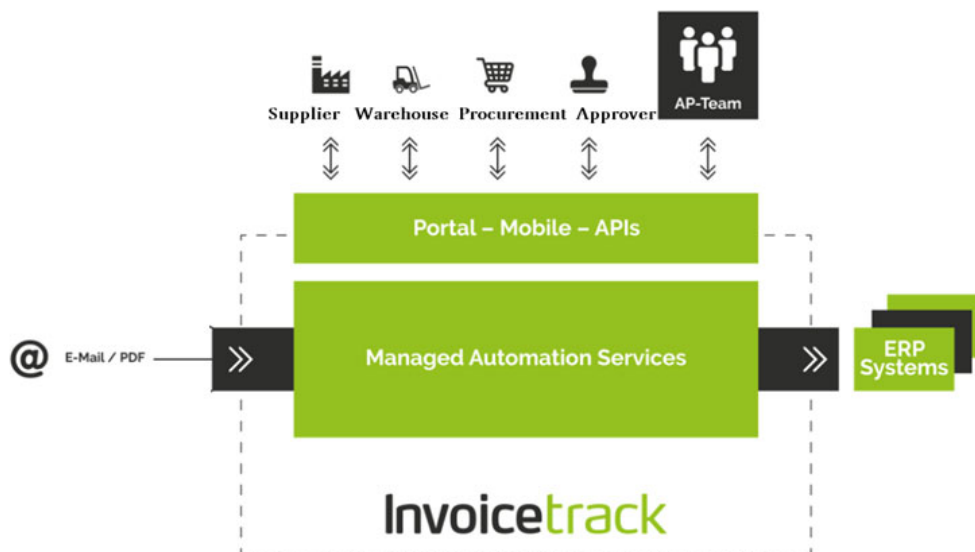 AP-Team
Supplier Warehouse Procurement Approver
Portal – Mobile – APIs
@ E-Mail / PDF
Managed Automation Services
ERP
Systems
Invoicetrack